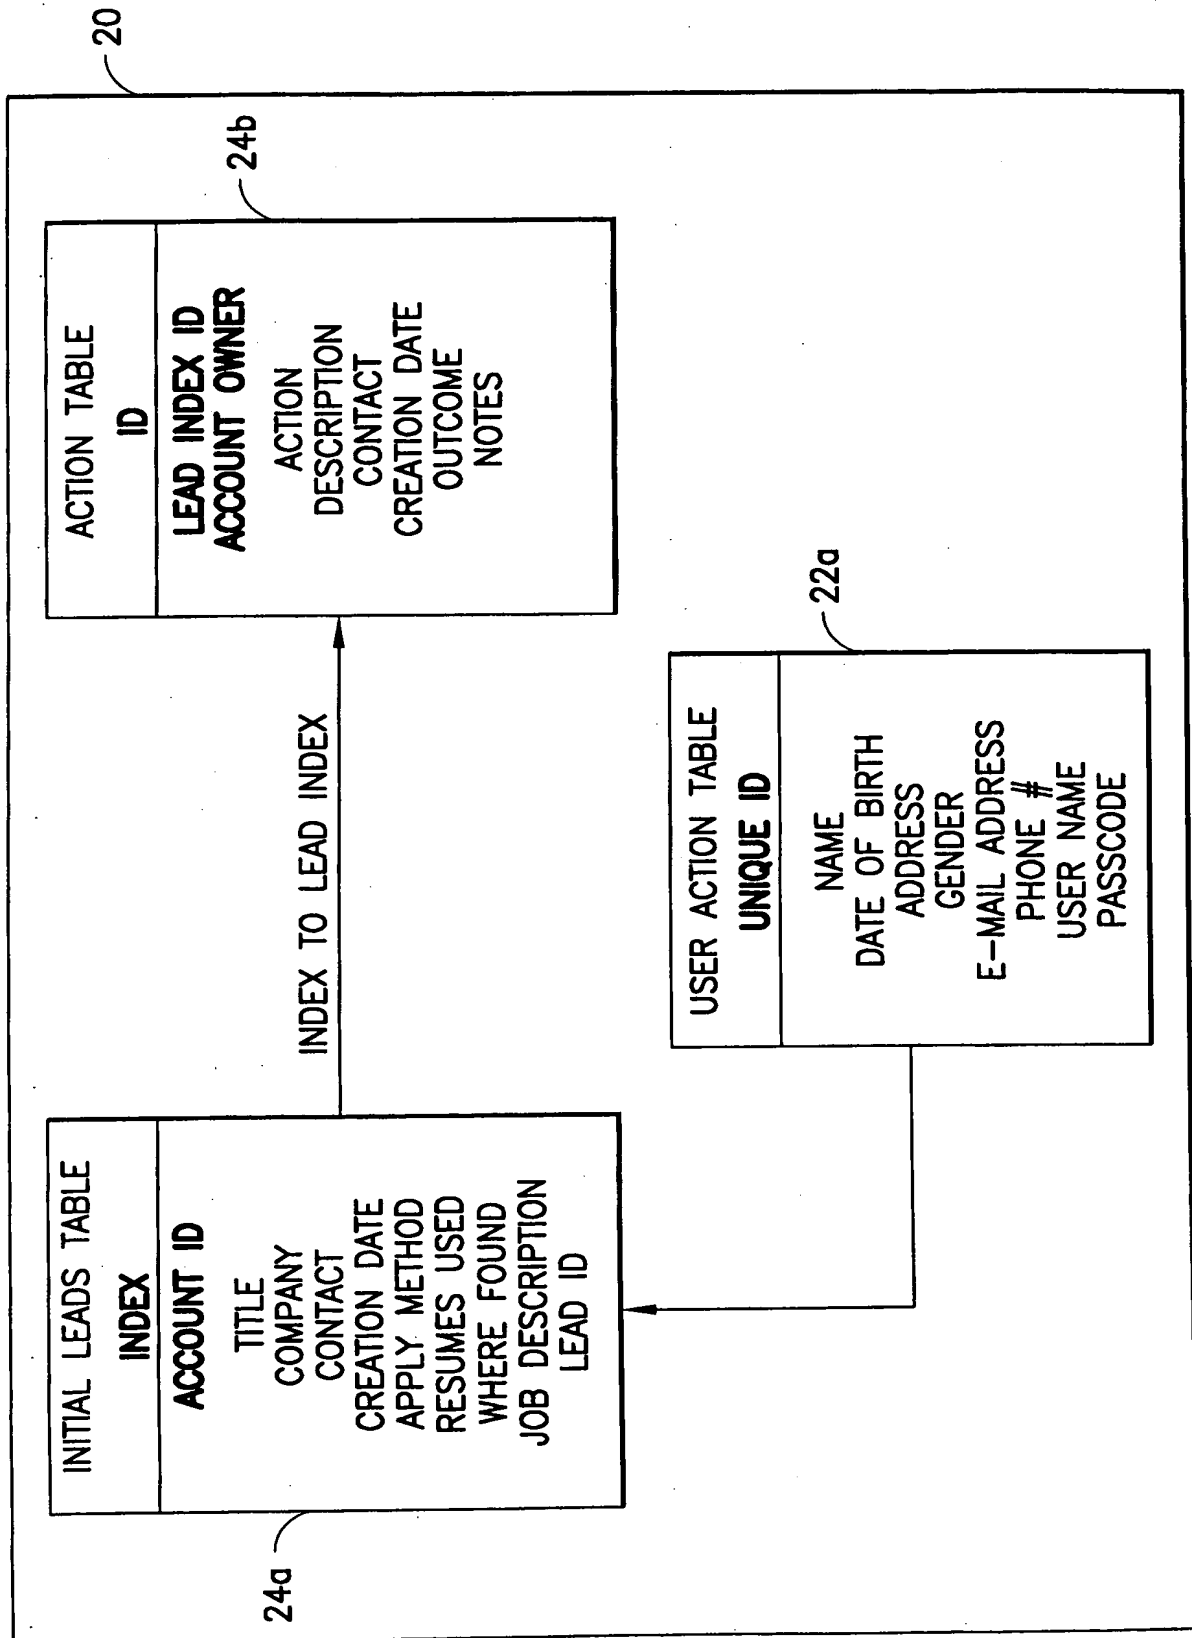 20
INITIAL LEADS TABLE
INDEX
ACCOUNT ID
TITLE
COMPANY
CONTACT
CREATION DATE
APPLY METHOD
RESUMES USED
WHERE FOUND
JOB DESCRIPTION
LEAD ID
24a
INDEX TO LEAD INDEX
ACTION TABLE
ID
LEAD INDEX ID
ACCOUNT OWNER
ACTION
DESCRIPTION
CONTACT
CREATION DATE
OUTCOME
NOTES
24b
USER ACTION TABLE
UNIQUE ID
NAME
DATE OF BIRTH
ADDRESS
GENDER
E-MAIL ADDRESS
PHONE #
USER NAME
PASSCODE
22a